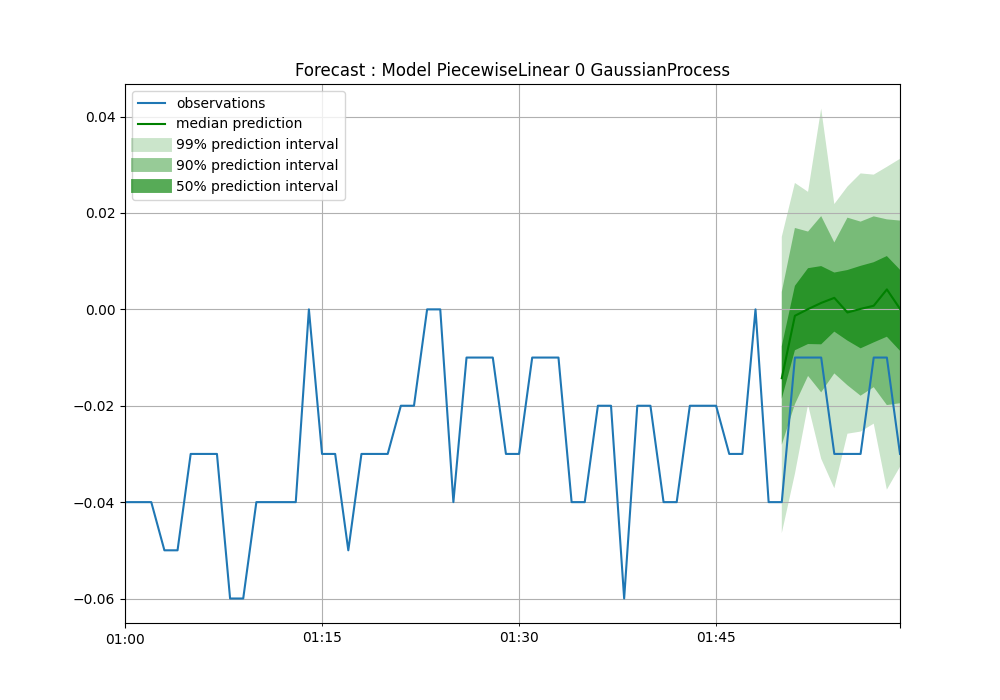 Forecast : Model PiecewiseLinear 0 GaussianProcess
observations
median prediction
99% prediction interval
90% prediction interval
50% prediction interval
0.04
0.02
0.00
−0.02
−0.04
−0.06
01:00
01:15
01:30
01:45